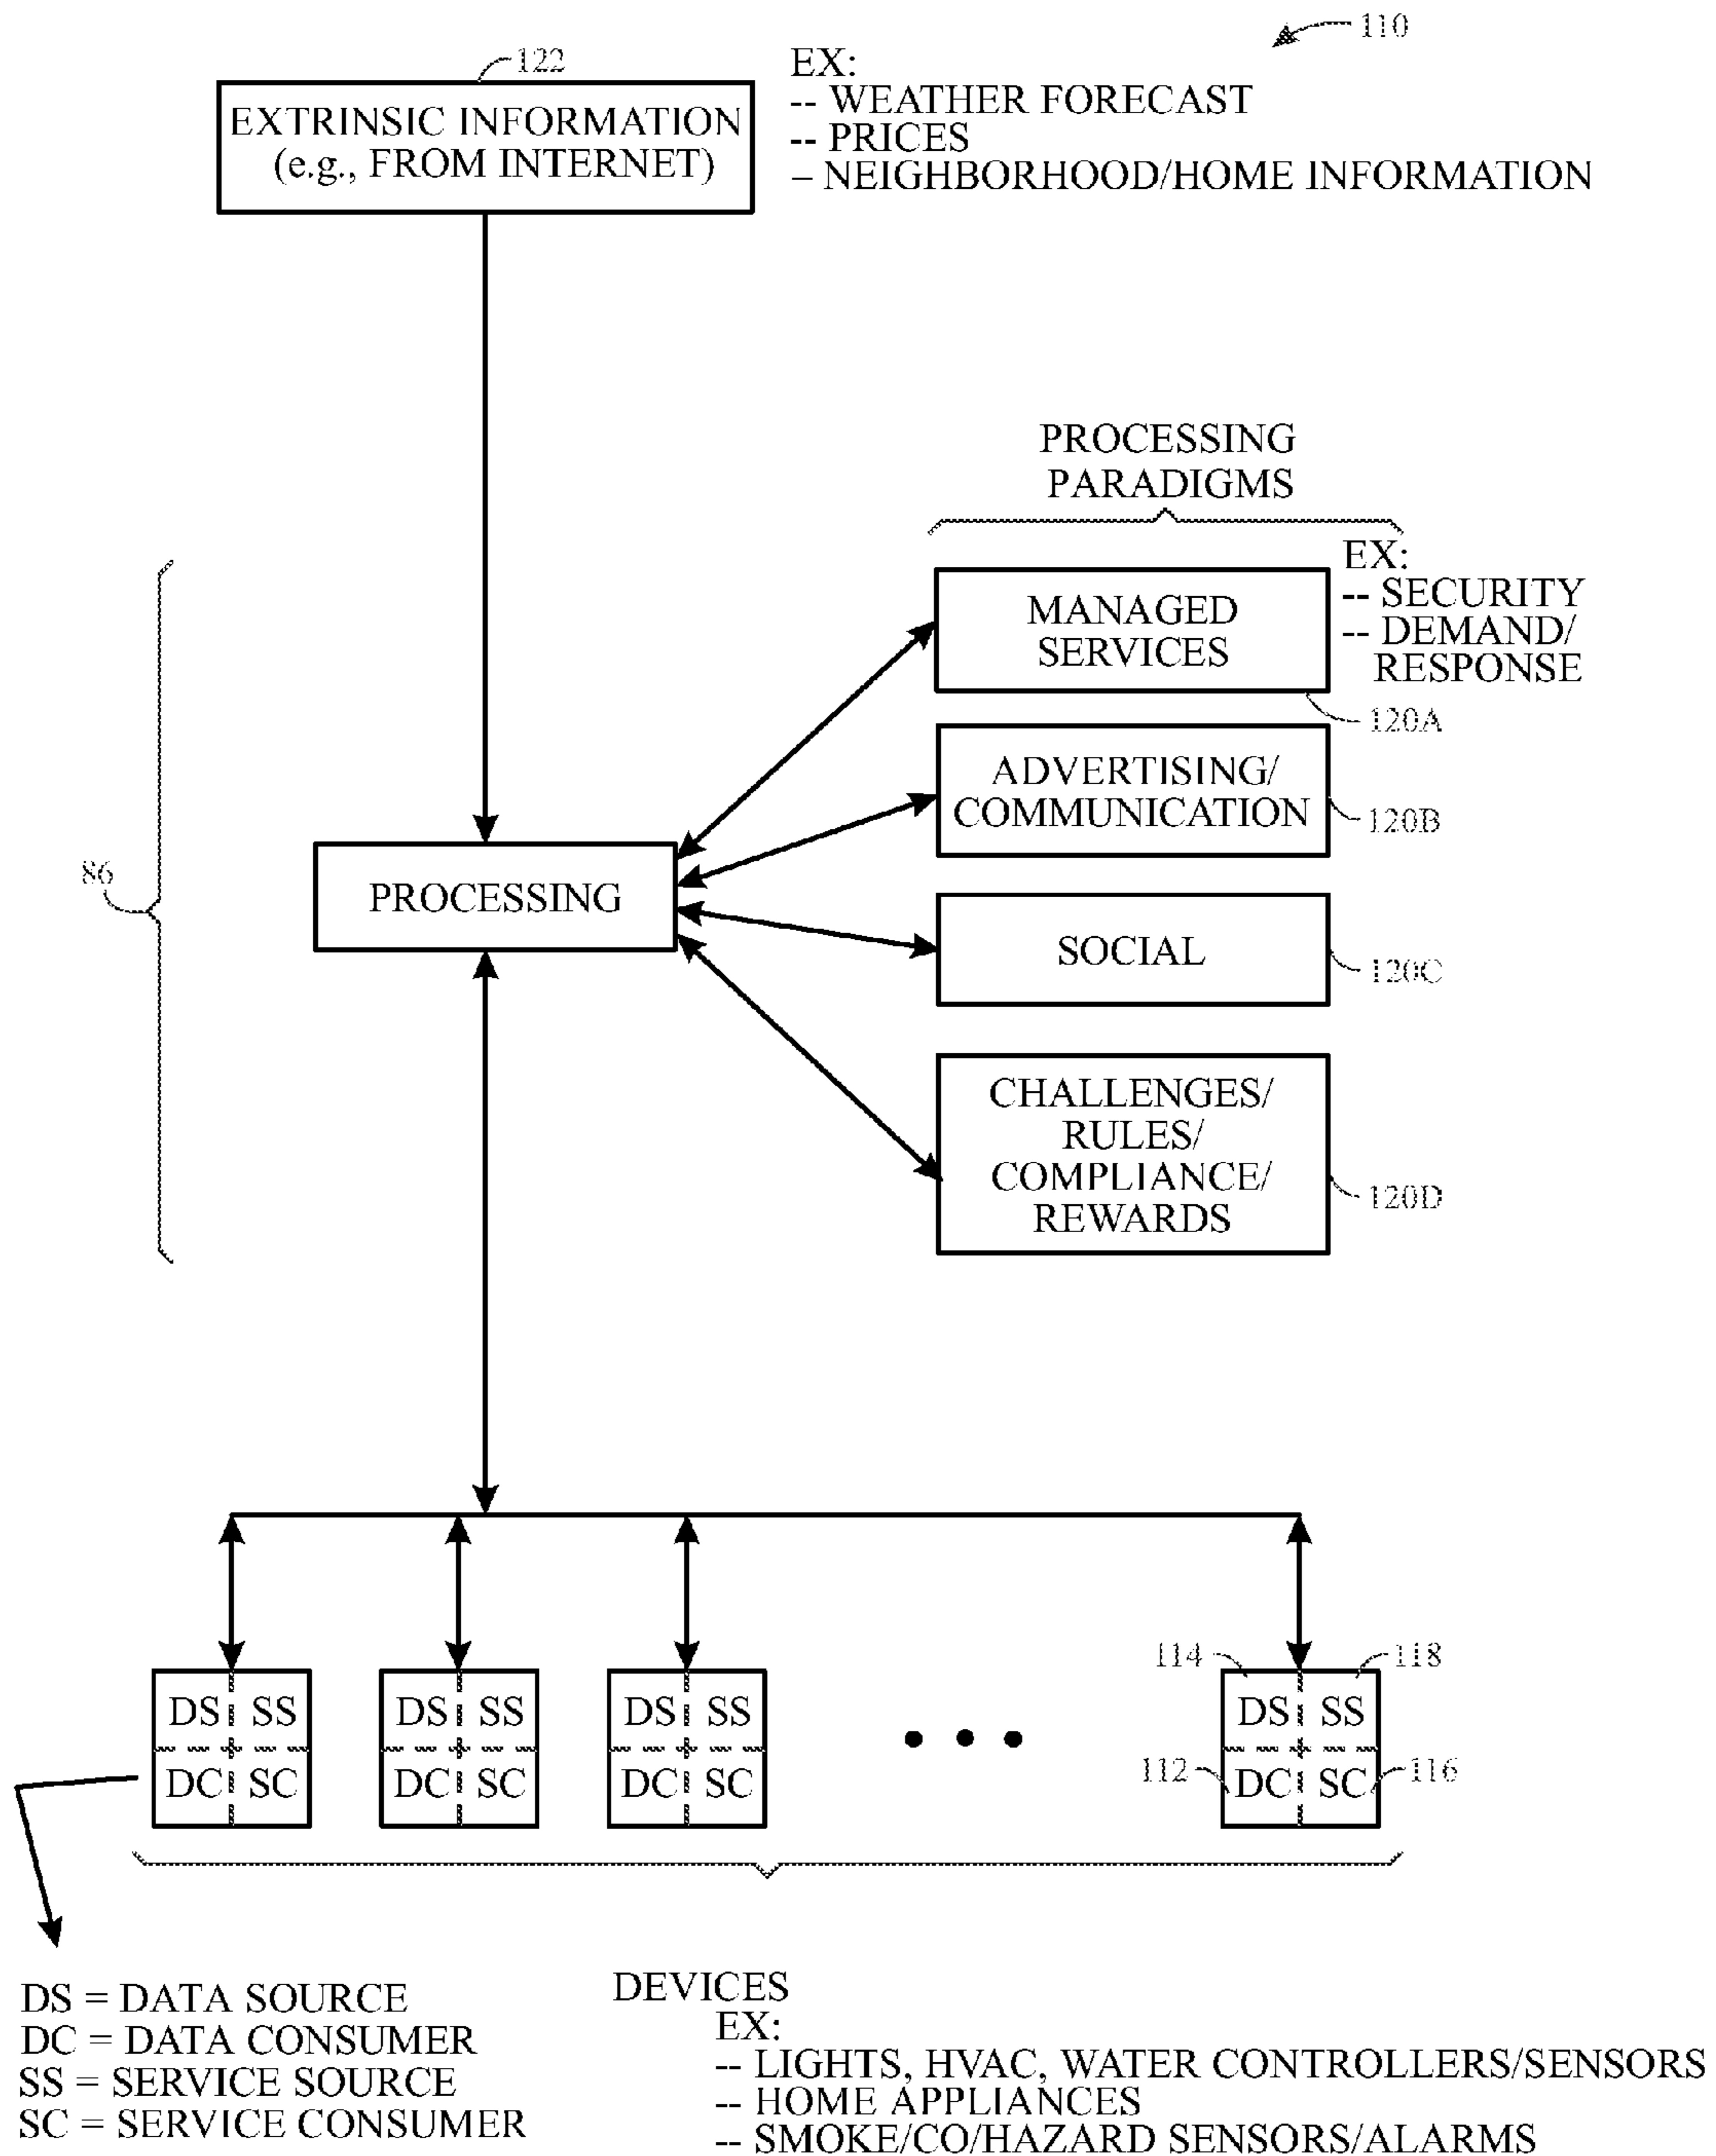 110
122
EXTRINSIC INFORMATION
(e.g., FROM INTERNET)
EX:
-- WEATHER FORECAST
-- PRICES
– NEIGHBORHOOD/HOME INFORMATION
PROCESSING
PARADIGMS
MANAGED
SERVICES
EX:
-- SECURITY
-- DEMAND/
RESPONSE
120A
ADVERTISING/
COMMUNICATION
120B
86
PROCESSING
SOCIAL
120C
CHALLENGES/
RULES/
COMPLIANCE/
REWARDS
120D
114
118
DS SS
DC SC
DS SS
DC SC
DS SS
DC SC
• • •
DS SS
DC SC
112
116
DS = DATA SOURCE
DC = DATA CONSUMER
SS = SERVICE SOURCE
SC = SERVICE CONSUMER
DEVICES
EX:
-- LIGHTS, HVAC, WATER CONTROLLERS/SENSORS
-- HOME APPLIANCES
-- SMOKE/CO/HAZARD SENSORS/ALARMS